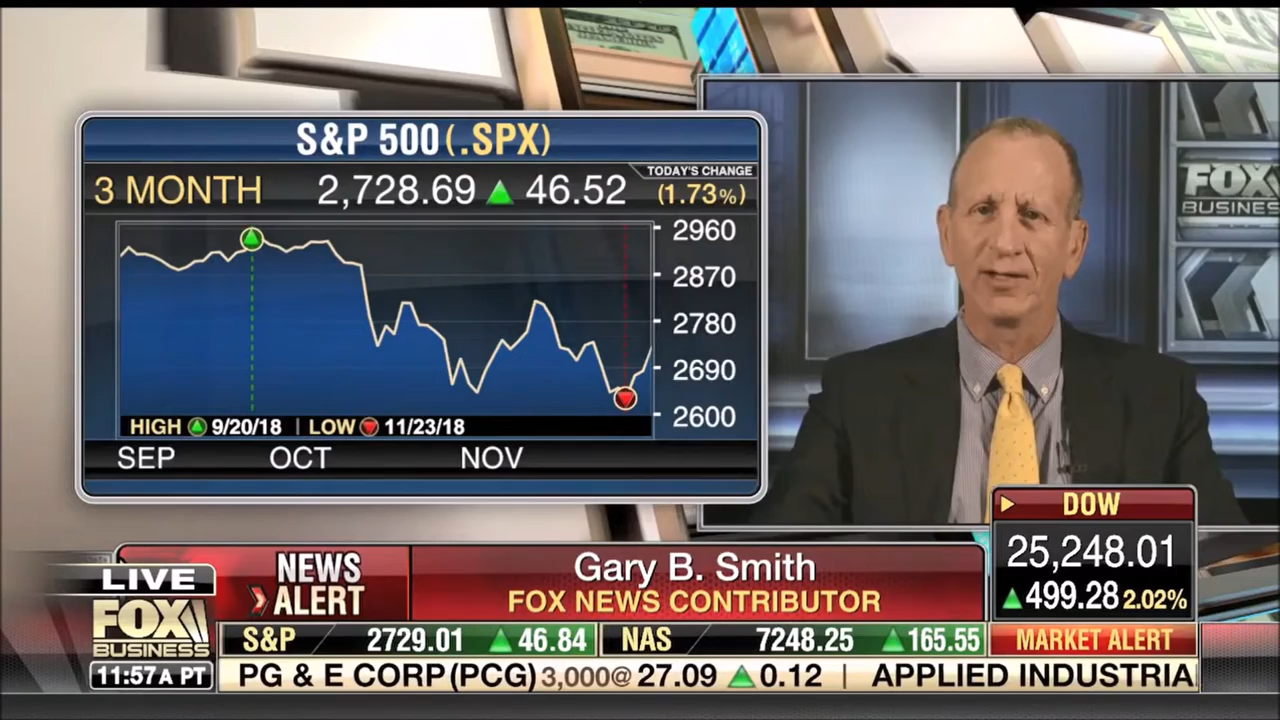 S&P 500 (.SPX)
TODAY'S CHANGE
3 MONTH 2,728.69 ▲ 46.52 (1.73%)
2960
2870
2780
2690
2600
HIGH ▲ 9/20/18 | LOW ▼ 11/23/18
SEP OCT NOV
FOX
BUSINES
NEWS
ALERT
Gary B. Smith
FOX NEWS CONTRIBUTOR
DOW
25,248.01
▲499.28 2.02%
MARKET ALERT
LIVE
FOX
BUSINESS
11:57A PT
S&P 2729.01 ▲46.84 NAS 7248.25 ▲165.55
PG & E CORP (PCG) 3,000@ 27.09 ▲0.12 | APPLIED INDUSTRIA